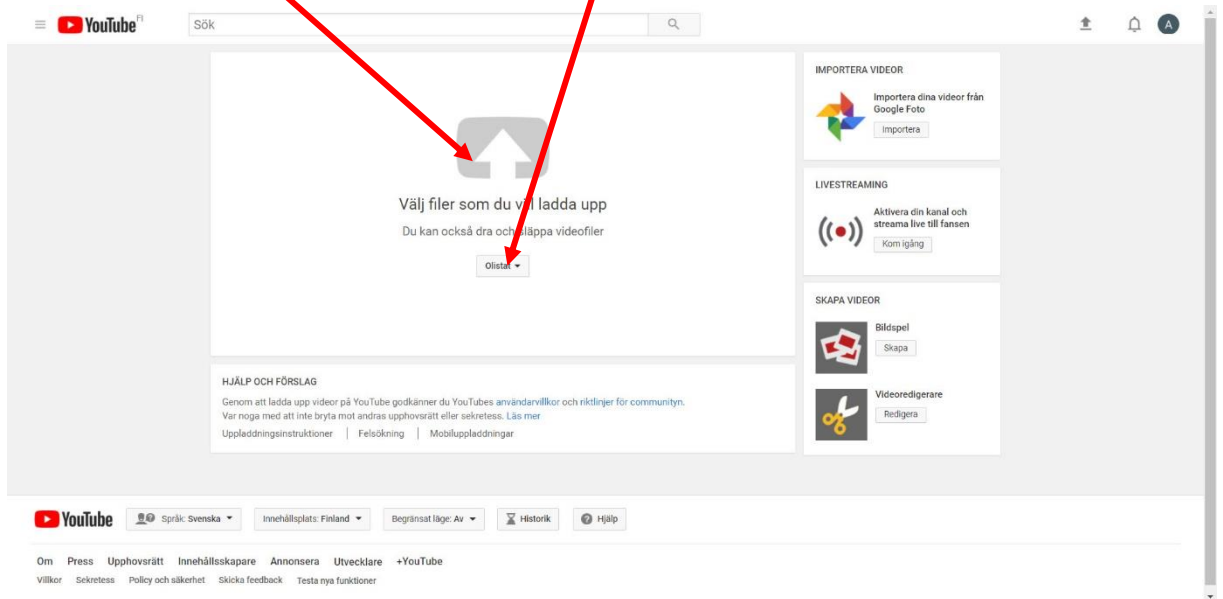 YouTube FI
Sök
A
IMPORTERA VIDEOR
Importera dina videor från
Google Foto
Importera
Välj filer som du vill ladda upp
Du kan också dra och släppa videofiler
Olistat
LIVESTREAMING
Aktivera din kanal och
streama live till fansen
Kom igång
SKAPA VIDEOR
Bildspel
Skapa
Videoredigerare
Redigera
HJÄLP OCH FÖRSLAG
Genom att ladda upp videor på YouTube godkänner du YouTubes användarvillkor och riktlinjer för communityn.
Var noga med att inte bryta mot andras upphovsrätt eller sekretess. Läs mer
Uppladdningsinstruktioner | Felsökning | Mobiluppladdningar
YouTube Språk: Svenska Innehållsplats: Finland Begränsat läge: Av Historik Hjälp
Om Press Upphovsrätt Innehållsskapare Annonsera Utvecklare +YouTube
Villkor Sekretess Policy och säkerhet Skicka feedback Testa nya funktioner